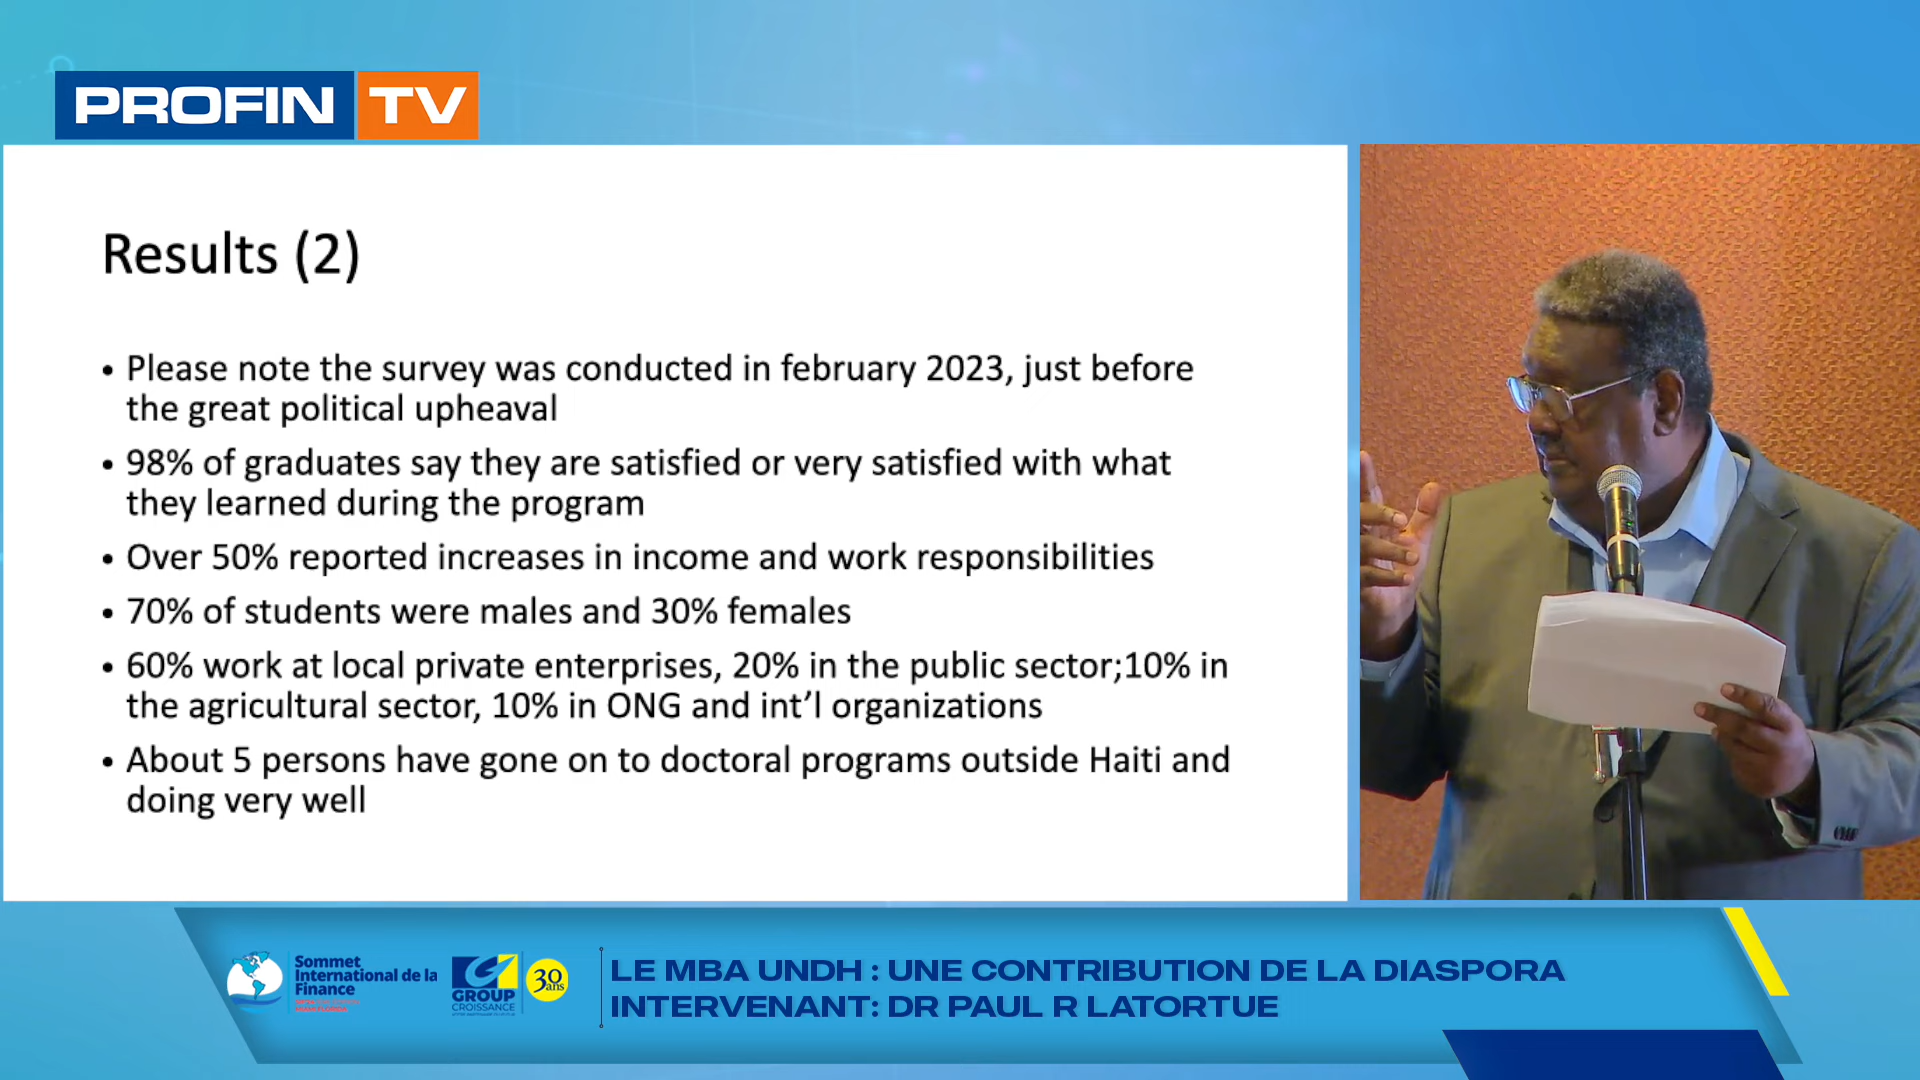 PROFIN TV
Results (2)
• Please note the survey was conducted in february 2023, just before
the great political upheaval
• 98% of graduates say they are satisfied or very satisfied with what
they learned during the program
• Over 50% reported increases in income and work responsibilities
• 70% of students were males and 30% females
• 60% work at local private enterprises, 20% in the public sector;10% in
the agricultural sector, 10% in ONG and int’l organizations
• About 5 persons have gone on to doctoral programs outside Haiti and
doing very well
Sommet
International de la
Finance
GROUP
CROISSANCE
30
ans
LE MBA UNDH : UNE CONTRIBUTION DE LA DIASPORA
INTERVENANT: DR PAUL R LATORTUE